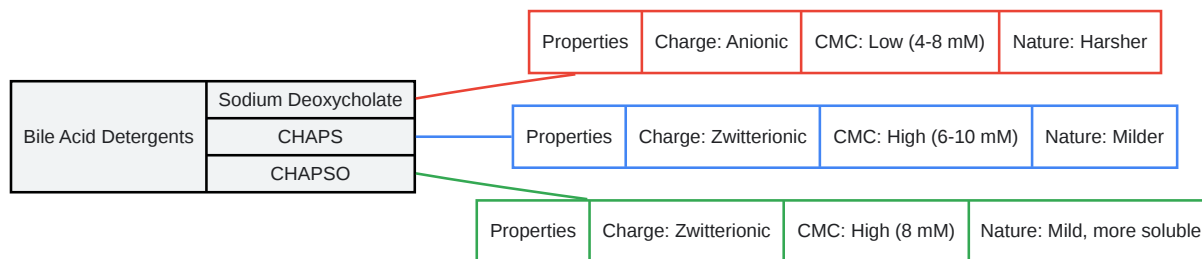 Properties Charge: Anionic CMC: Low (4-8 mM) Nature: Harsher
Bile Acid Detergents
Sodium Deoxycholate
CHAPS
CHAPSO
Properties Charge: Zwitterionic CMC: High (6-10 mM) Nature: Milder
Properties Charge: Zwitterionic CMC: High (8 mM) Nature: Mild, more soluble